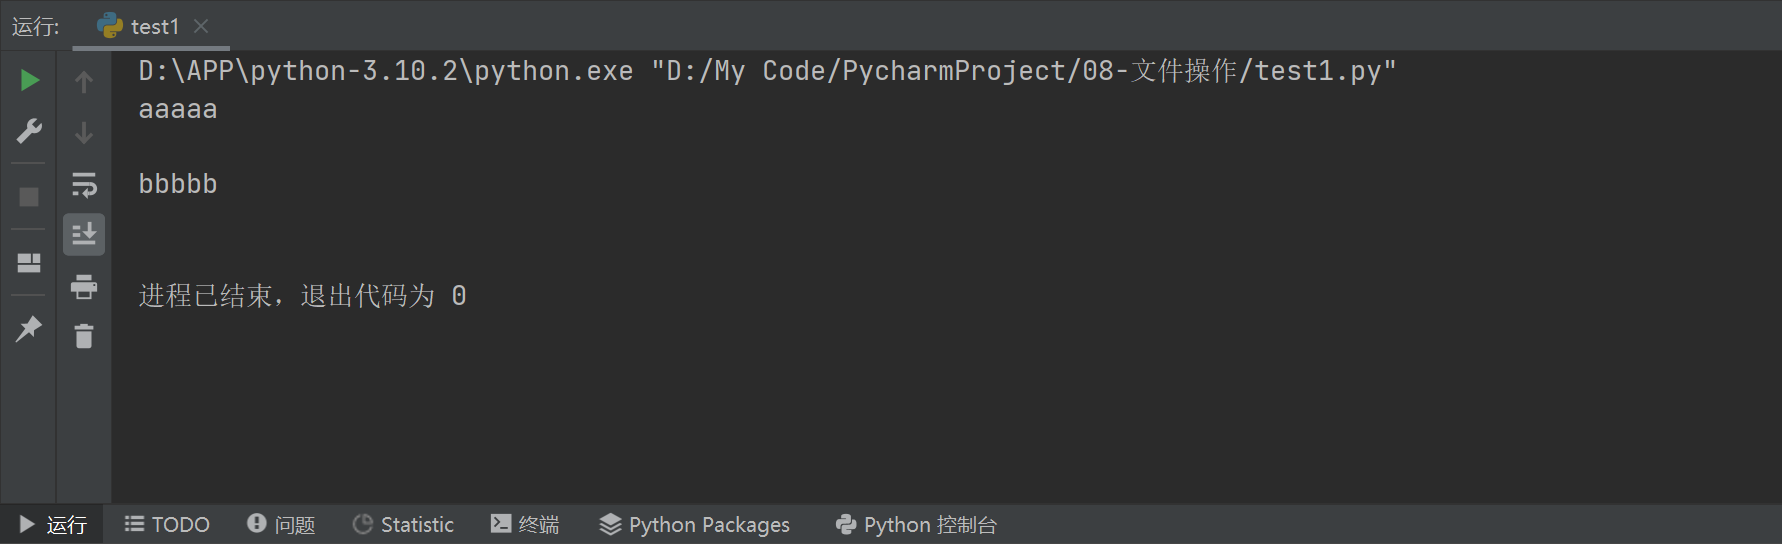 运行: test1
D:\APP\python-3.10.2\python.exe "D:/My Code/PycharmProject/08-文件操作/test1.py"
aaaaa
bbbbb
进程已结束，退出代码为 0
运行 TODO 问题 Statistic 终端 Python Packages Python 控制台